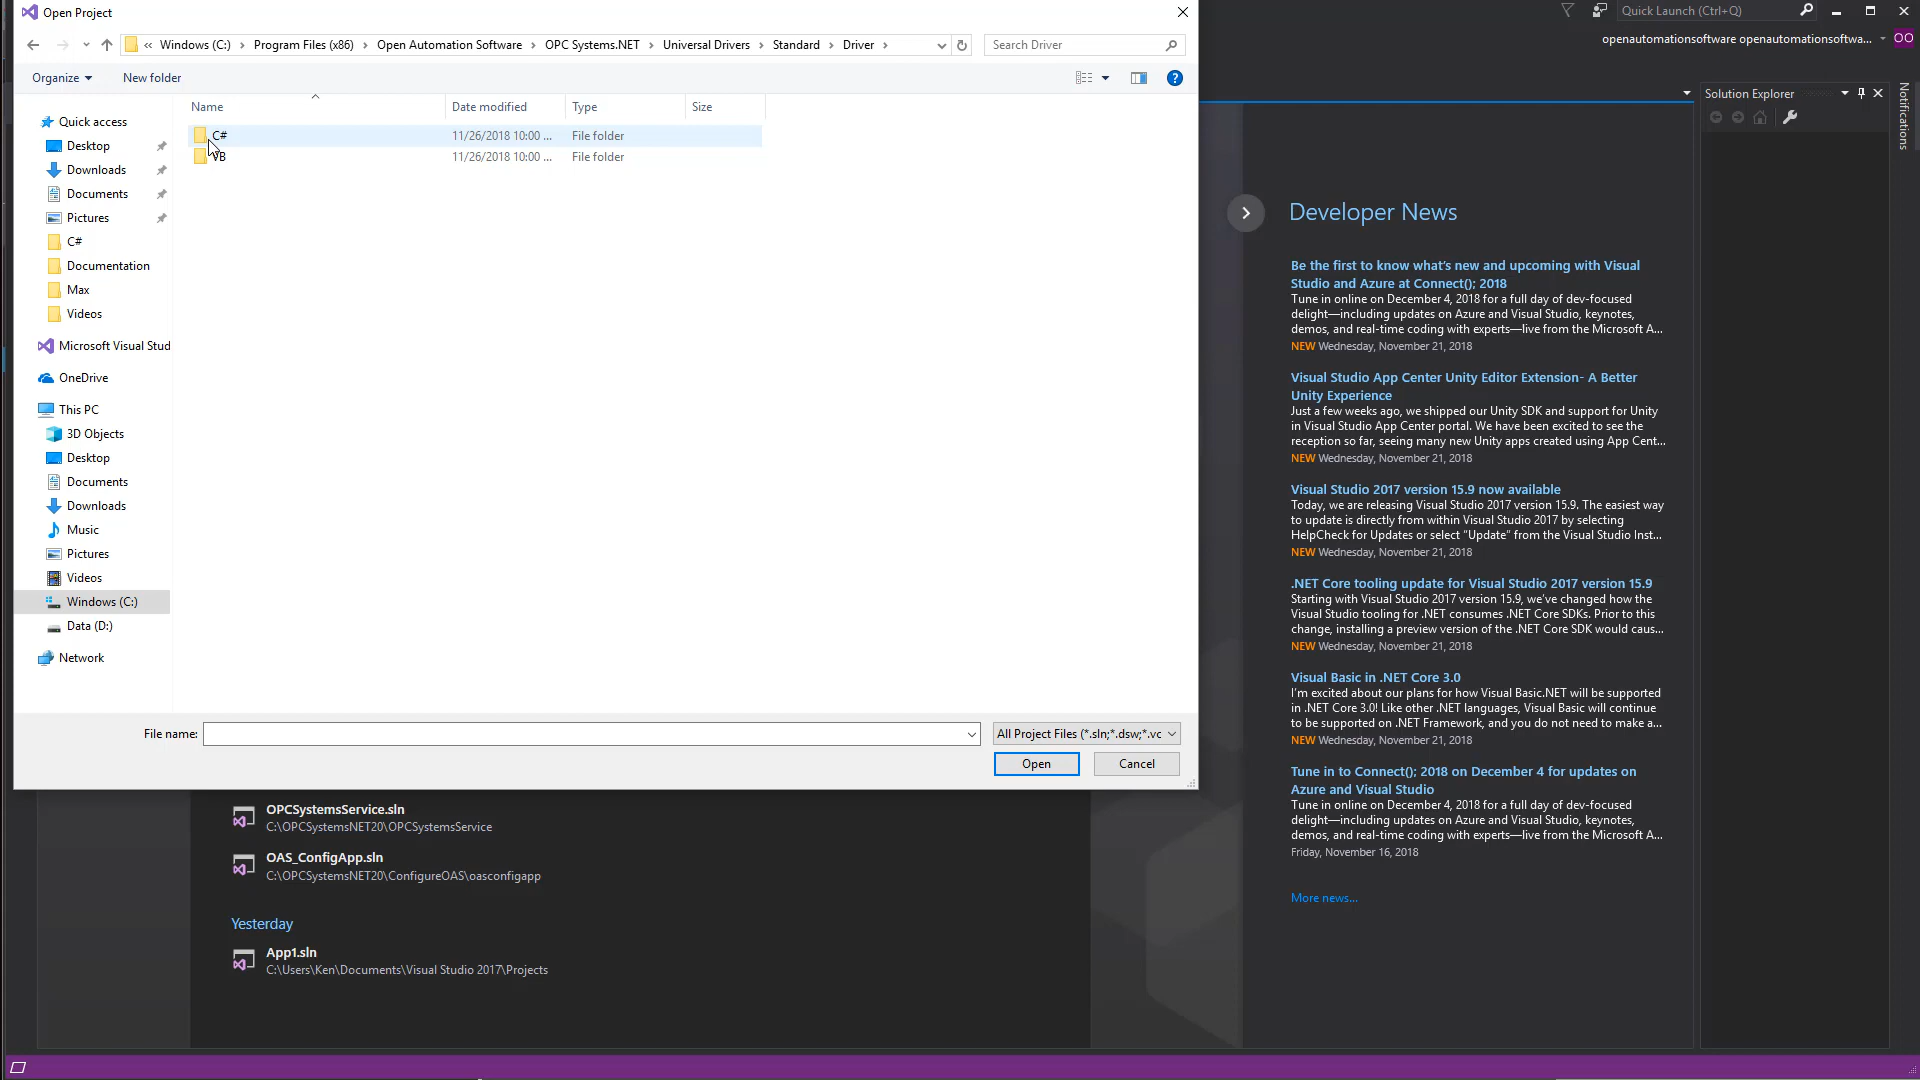 Open Project
Quick Launch (Ctrl+Q)
openautomationsoftware openautomationsoftwa...
OO
« Windows (C:) > Program Files (x86) > Open Automation Software > OPC Systems.NET > Universal Drivers > Standard > Driver >
Search Driver
Organize
New folder
Name
Date modified
Type
Size
C#
11/26/2018 10:00 ...
File folder
VB
11/26/2018 10:00 ...
File folder
Quick access
Desktop
Downloads
Documents
Pictures
C#
Documentation
Max
Videos
Microsoft Visual Stud
OneDrive
This PC
3D Objects
Desktop
Documents
Downloads
Music
Pictures
Videos
Windows (C:)
Data (D:)
Network
File name:
All Project Files (*.sln;*.dsw;*.vc
Open
Cancel
OPCSystemsService.sln
C:\OPCSystemsNET20\OPCSystemsService
OAS_ConfigApp.sln
C:\OPCSystemsNET20\ConfigureOAS\oasconfigapp
Yesterday
App1.sln
C:\Users\Ken\Documents\Visual Studio 2017\Projects
Developer News
Be the first to know what's new and upcoming with Visual
Studio and Azure at Connect(); 2018
Tune in online on December 4, 2018 for a full day of dev-focused
delight—including updates on Azure and Visual Studio, keynotes,
demos, and real-time coding with experts—live from the Microsoft A...
NEW Wednesday, November 21, 2018
Visual Studio App Center Unity Editor Extension- A Better
Unity Experience
Just a few weeks ago, we shipped our Unity SDK and support for Unity
in Visual Studio App Center portal. We have been excited to see the
reception so far, seeing many new Unity apps created using App Cent...
NEW Wednesday, November 21, 2018
Visual Studio 2017 version 15.9 now available
Today, we are releasing Visual Studio 2017 version 15.9. The easiest way
to update is directly from within Visual Studio 2017 by selecting
HelpCheck for Updates or select "Update" from the Visual Studio Inst...
NEW Wednesday, November 21, 2018
.NET Core tooling update for Visual Studio 2017 version 15.9
Starting with Visual Studio 2017 version 15.9, we've changed how the
Visual Studio tooling for .NET consumes .NET Core SDKs. Prior to this
change, installing a preview version of the .NET Core SDK would caus...
NEW Wednesday, November 21, 2018
Visual Basic in .NET Core 3.0
I'm excited about our plans for how Visual Basic.NET will be supported
in .NET Core 3.0! Like other .NET languages, Visual Basic will continue
to be supported on .NET Framework, and you do not need to make a...
NEW Wednesday, November 21, 2018
Tune in to Connect(); 2018 on December 4 for updates on
Azure and Visual Studio
Tune in online on December 4, 2018 for a full day of dev-focused
delight—including updates on Azure and Visual Studio, keynotes,
demos, and real-time coding with experts—live from the Microsoft A...
Friday, November 16, 2018
More news...
Solution Explorer
Notifications